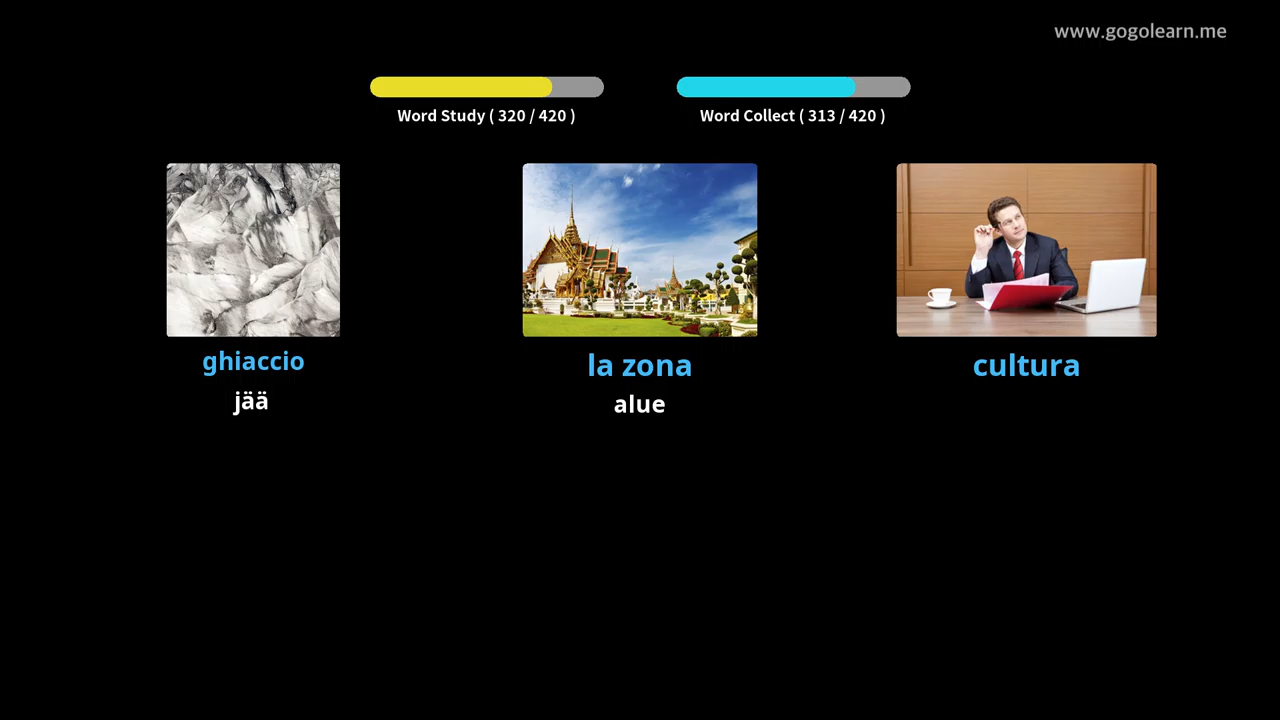 www.gogolearn.me
Word Study ( 320 / 420 )
Word Collect ( 313 / 420 )
ghiaccio
jää
la zona
alue
cultura